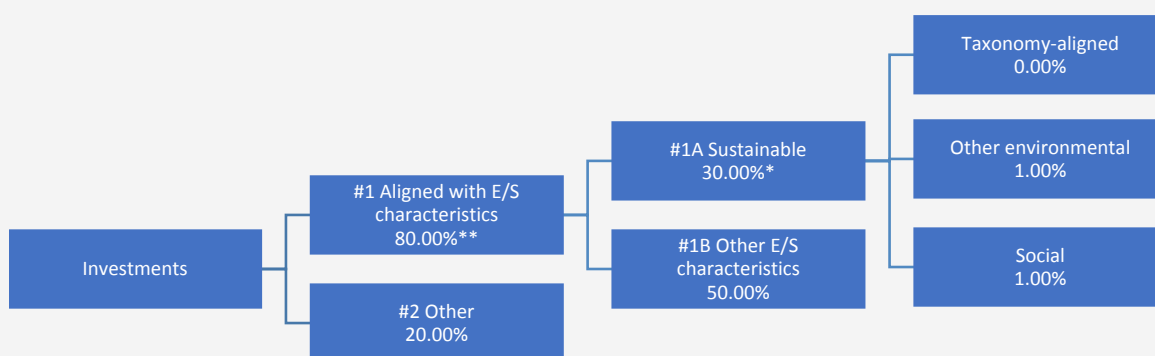 Investments
#1 Aligned with E/S
characteristics
80.00%**
#2 Other
20.00%
#1A Sustainable
30.00%*
#1B Other E/S
characteristics
50.00%
Taxonomy-aligned
0.00%
Other environmental
1.00%
Social
1.00%